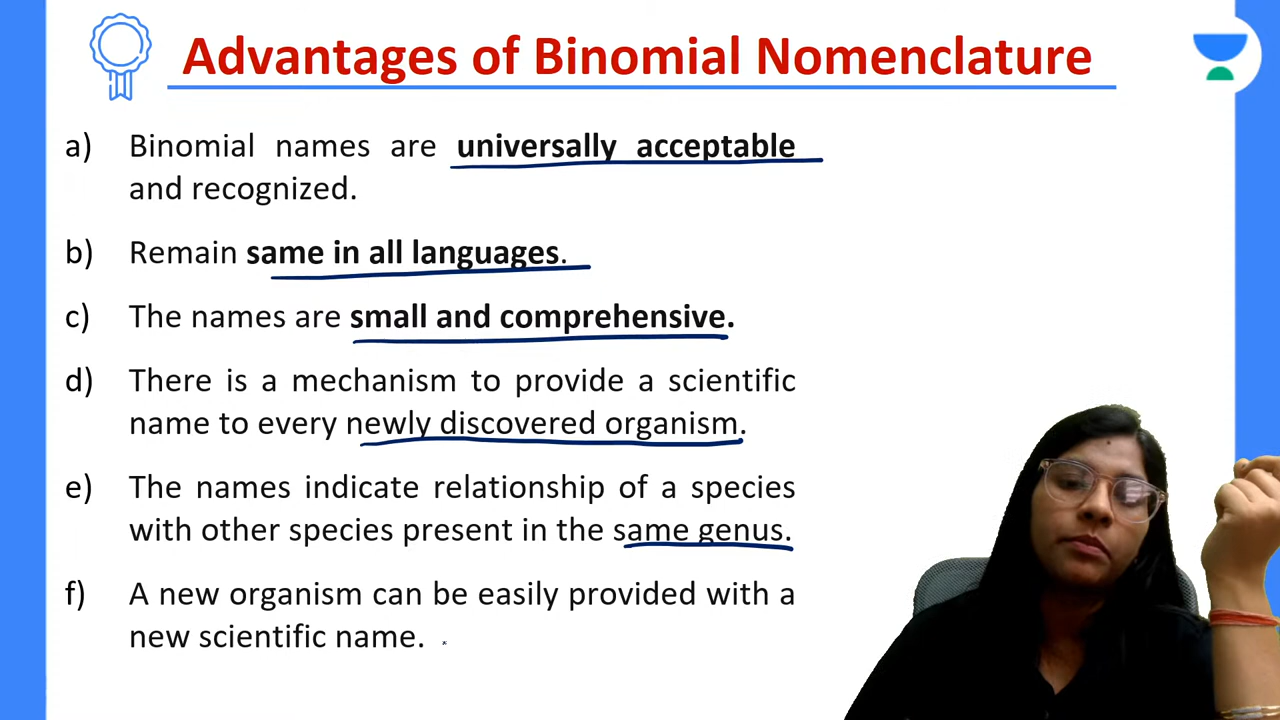 Advantages of Binomial Nomenclature
a) Binomial names are universally acceptable
and recognized.
b) Remain same in all languages.
c) The names are small and comprehensive.
d) There is a mechanism to provide a scientific
name to every newly discovered organism.
e) The names indicate relationship of a species
with other species present in the same genus.
f) A new organism can be easily provided with a
new scientific name.